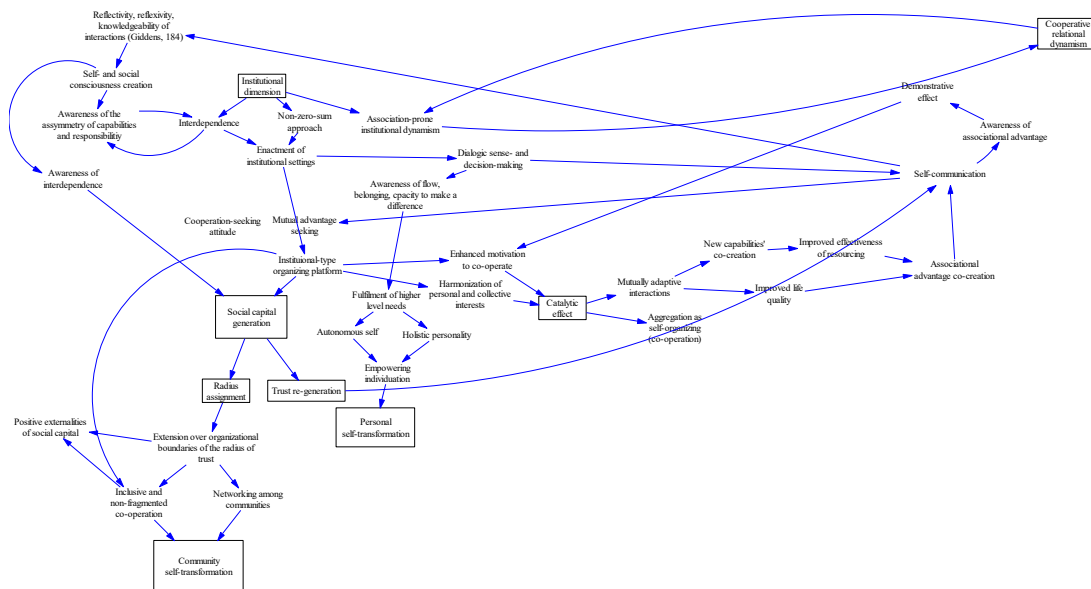 Reflectivity, reflexivity,
knowledgeability of
interactions (Giddens, 184)
Cooperative
relational
dynamism
Self- and social
consciousness creation
Institutional
dimension
Demonstrative
effect
Awareness of the
assymmetry of capabilities
and responsibilitiy
Interdependence
Non-zero-sum
approach
Association-prone
institutional dynamism
Awareness of
associational advantage
Enactment of
institutional settings
Dialogic sense- and
decision-making
Awareness of
interdependence
Self-communication
Awareness of flow,
belonging, cpacity to make a
difference
Cooperation-seeking
attitude
Mutual advantage
seeking
New capabilities'
co-creation
Improved effectiveness
of resourcing
Institutional-type
organizing platform
Enhanced motivation
to co-operate
Associational
advantage co-creation
Harmonization of
personal and collective
interests
Mutually adaptive
interactions
Improved life
quality
Fulfilment of higher
level needs
Catalytic
effect
Social capital
generation
Aggregation as
self-organizing
(co-operation)
Autonomous self
Holistic personality
Empowering
individuation
Radius
assignment
Trust re-generation
Personal
self-transformation
Positive externalities
of social capital
Extension over organizational
boundaries of the radius of
trust
Inclusive and
non-fragmented
co-operation
Networking among
communities
Community
self-transformation